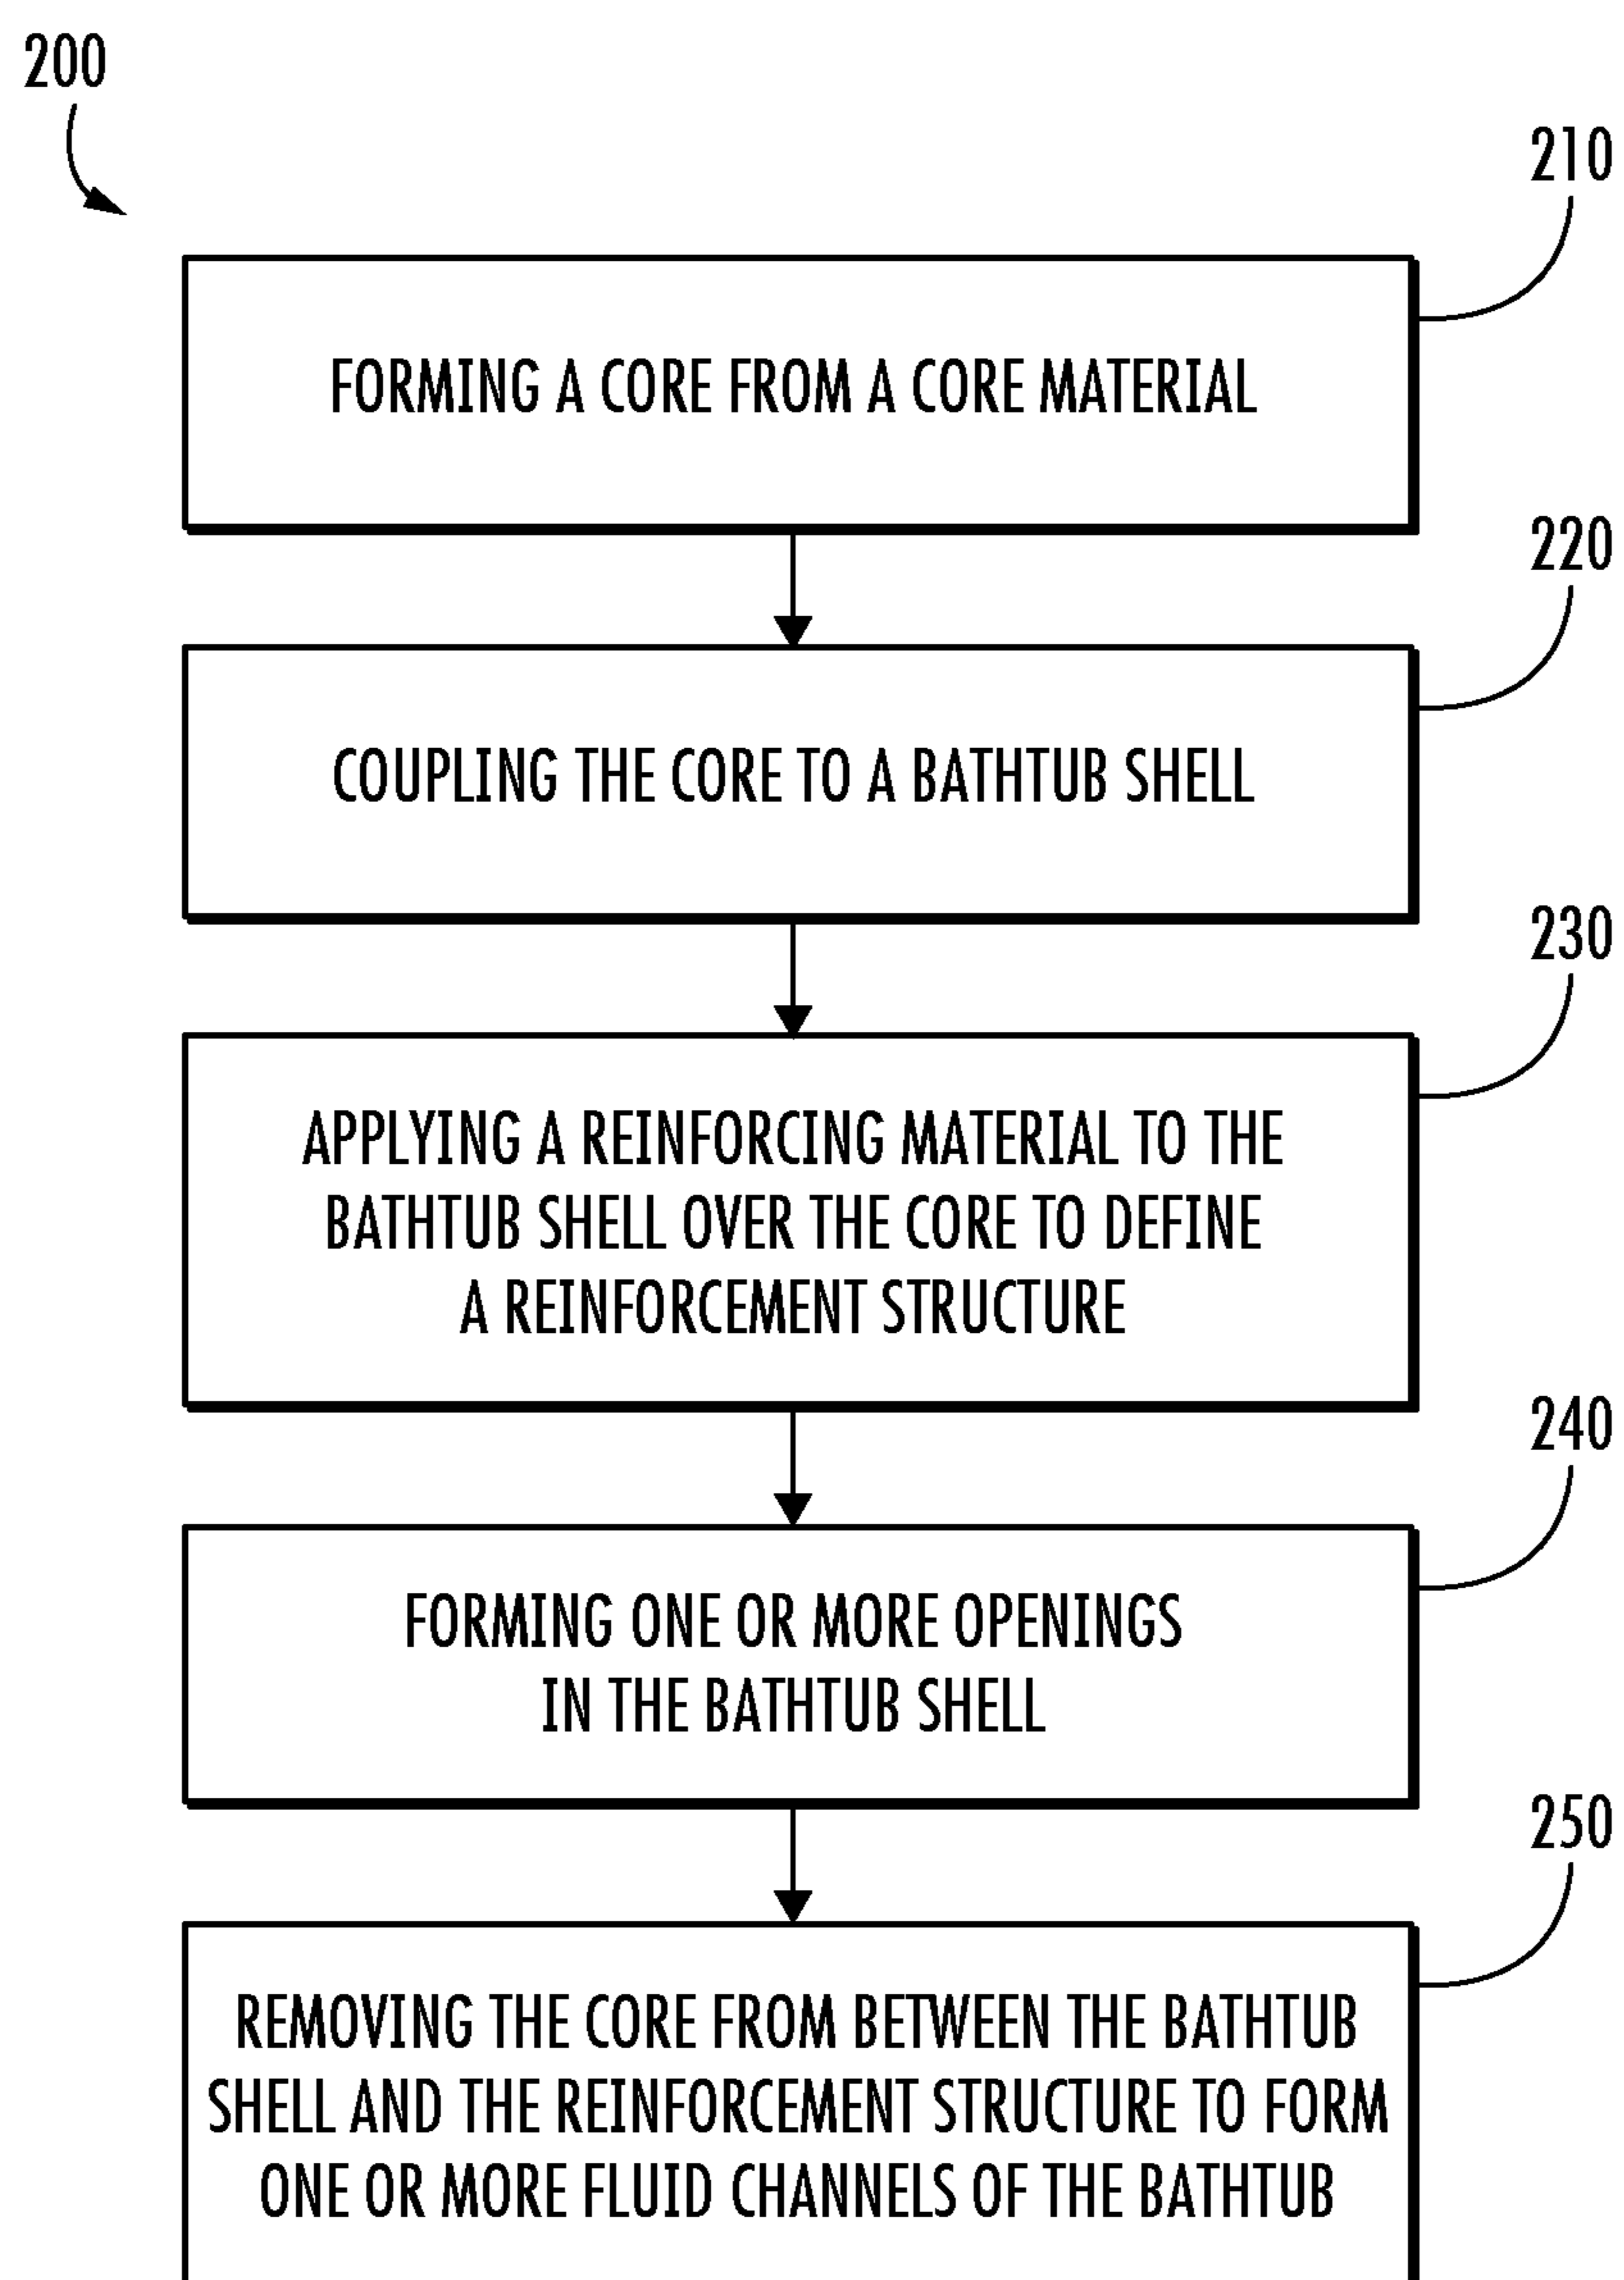 200
210
FORMING A CORE FROM A CORE MATERIAL
220
COUPLING THE CORE TO A BATHTUB SHELL
230
APPLYING A REINFORCING MATERIAL TO THE
BATHTUB SHELL OVER THE CORE TO DEFINE
A REINFORCEMENT STRUCTURE
240
FORMING ONE OR MORE OPENINGS
IN THE BATHTUB SHELL
250
REMOVING THE CORE FROM BETWEEN THE BATHTUB
SHELL AND THE REINFORCEMENT STRUCTURE TO FORM
ONE OR MORE FLUID CHANNELS OF THE BATHTUB